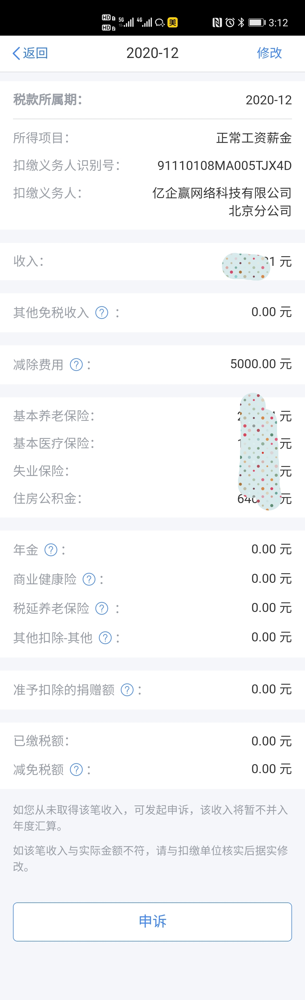 HD 1 5G 4G 美 3:12
HD 2
返回 2020-12 修改
税款所属期： 2020-12
所得项目： 正常工资薪金
扣缴义务人识别号： 91110108MA005TJX4D
扣缴义务人： 亿企赢网络科技有限公司
北京分公司
收入： 1 元
其他免税收入 ? ： 0.00 元
减除费用 ? ： 5000.00 元
基本养老保险： 元
基本医疗保险： 元
失业保险： 元
住房公积金： 64 元
年金 ? ： 0.00 元
商业健康险 ? ： 0.00 元
税延养老保险 ? ： 0.00 元
其他扣除-其他 ? ： 0.00 元
准予扣除的捐赠额 ? ： 0.00 元
已缴税额： 0.00 元
减免税额 ? ： 0.00 元
如您从未取得该笔收入，可发起申诉，该收入将暂不并入
年度汇算。
如该笔收入与实际金额不符，请与扣缴单位核实后据实修
改。
申诉